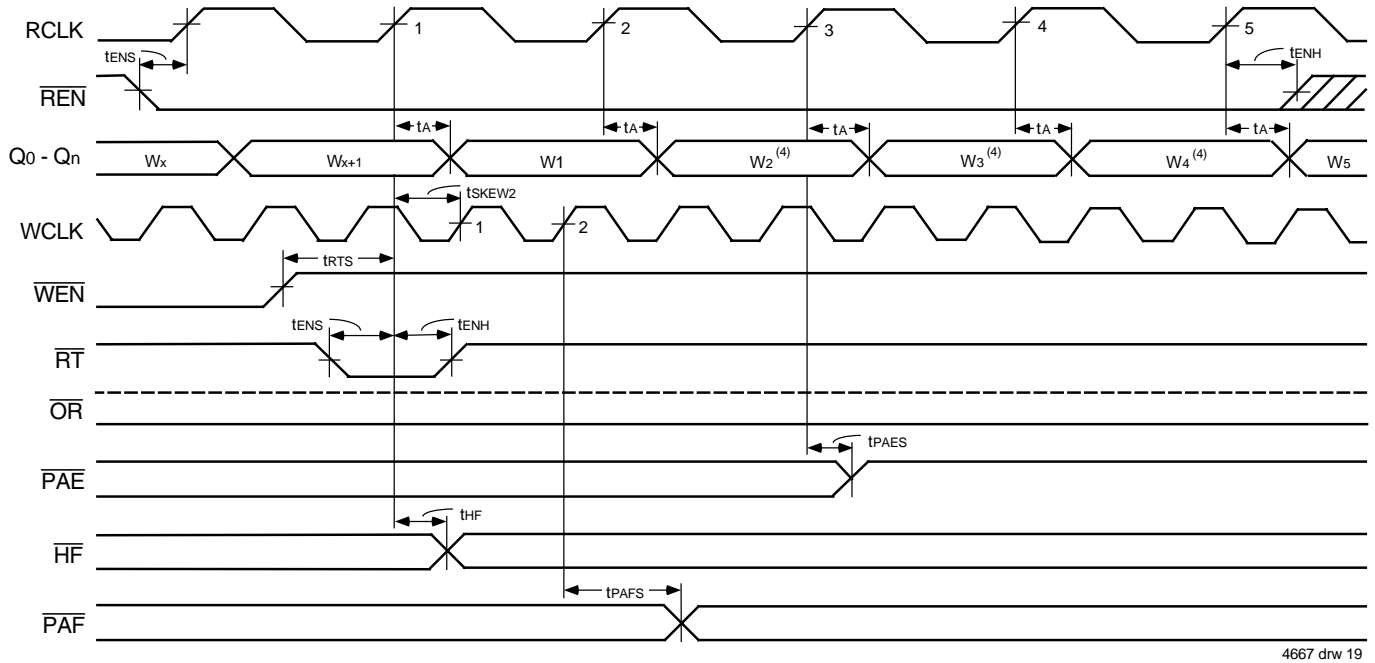 RCLK 1 2 3 4 5
tENS tENH
REN
tA tA tA tA tA
Q0 - Qn Wx Wx+1 W1 W2 (4) W3 (4) W4 (4) W5
tSKEW2
WCLK 1 2
tRTS
WEN
tENS tENH
RT
OR
tPAES
PAE
tHF
HF
tPAFS
PAF
4667 drw 19